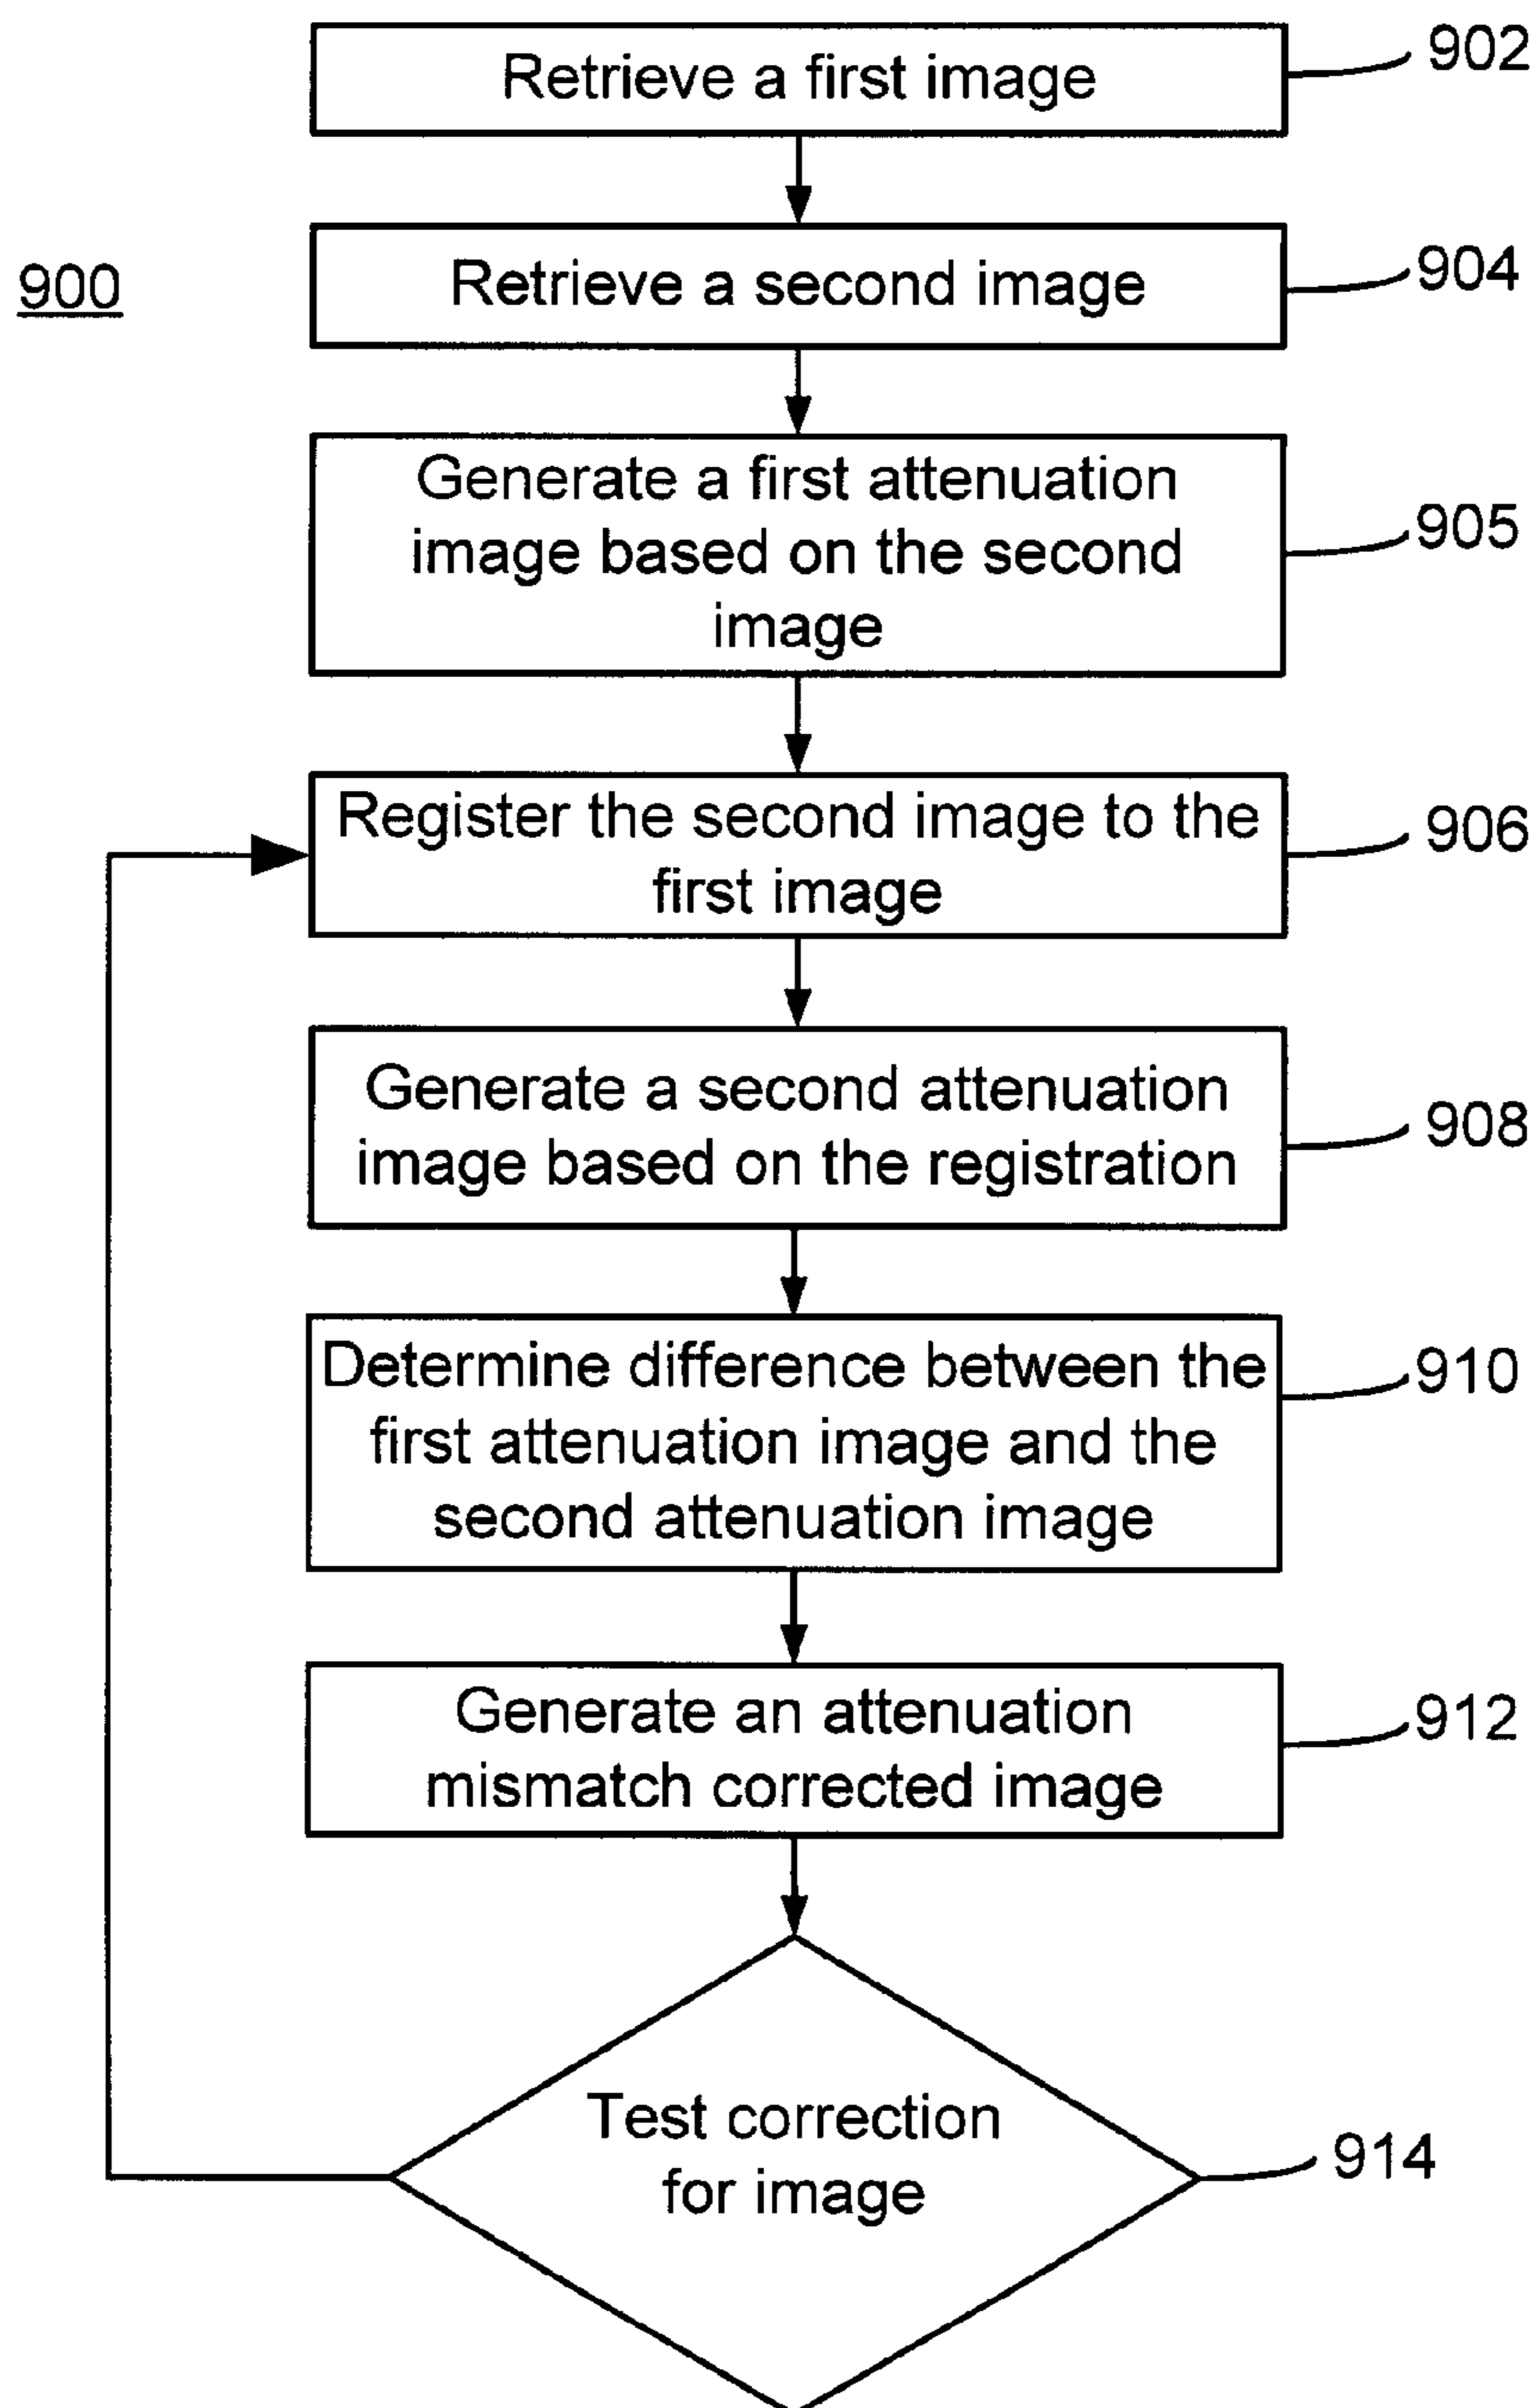 Retrieve a first image
902
900
Retrieve a second image
904
Generate a first attenuation
image based on the second
image
905
Register the second image to the
first image
906
Generate a second attenuation
image based on the registration
908
Determine difference between the
first attenuation image and the
second attenuation image
910
Generate an attenuation
mismatch corrected image
912
Test correction
for image
914